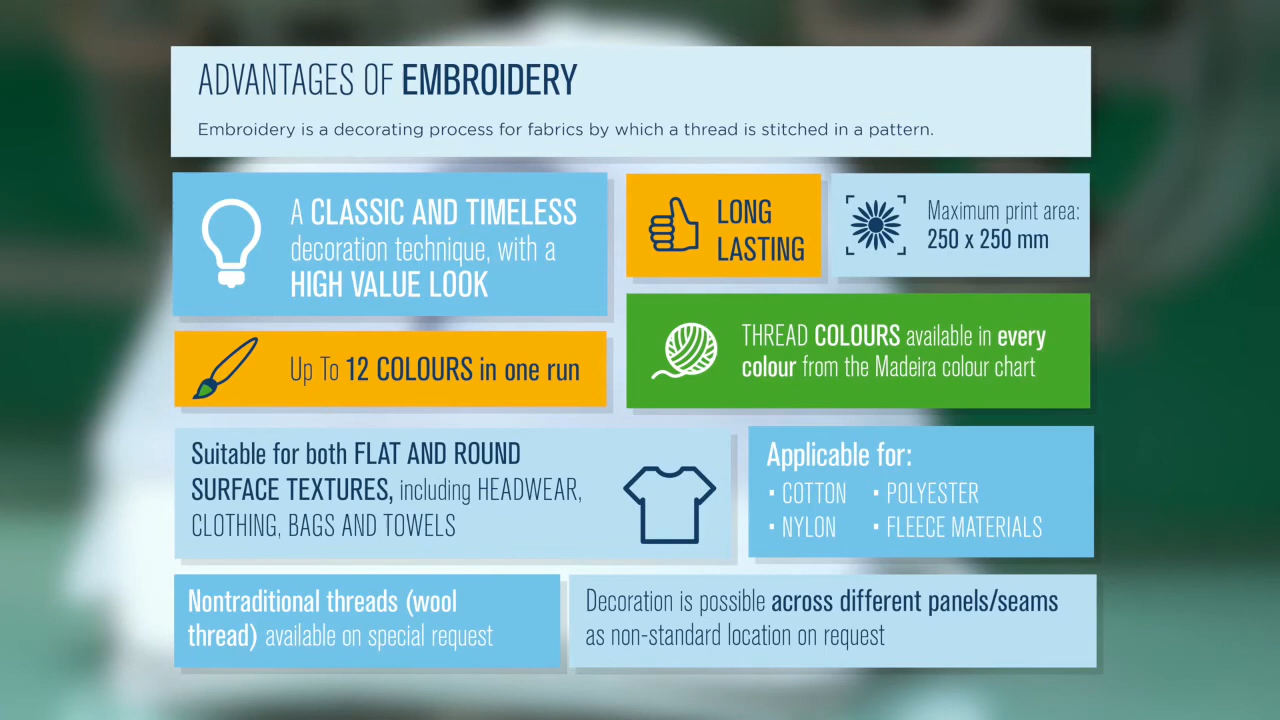 ADVANTAGES OF EMBROIDERY
Embroidery is a decorating process for fabrics by which a thread is stitched in a pattern.
A CLASSIC AND TIMELESS
decoration technique, with a
HIGH VALUE LOOK
LONG
LASTING
Maximum print area:
250 x 250 mm
Up To 12 COLOURS in one run
THREAD COLOURS available in every
colour from the Madeira colour chart
Suitable for both FLAT AND ROUND
SURFACE TEXTURES, including HEADWEAR,
CLOTHING, BAGS AND TOWELS
Applicable for:
• COTTON • POLYESTER
• NYLON • FLEECE MATERIALS
Nontraditional threads (wool
thread) available on special request
Decoration is possible across different panels/seams
as non-standard location on request